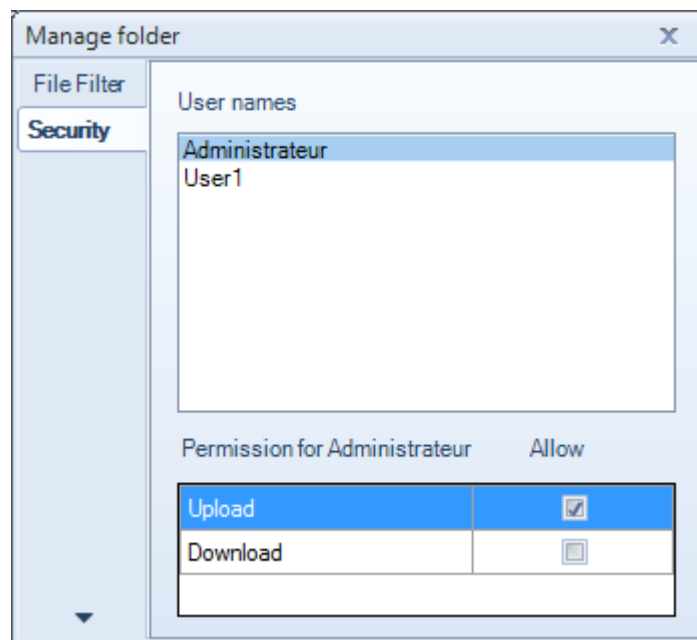 Manage folder
File Filter
Security
User names
Administrateur
User1
Permission for Administrateur Allow
Upload
Download